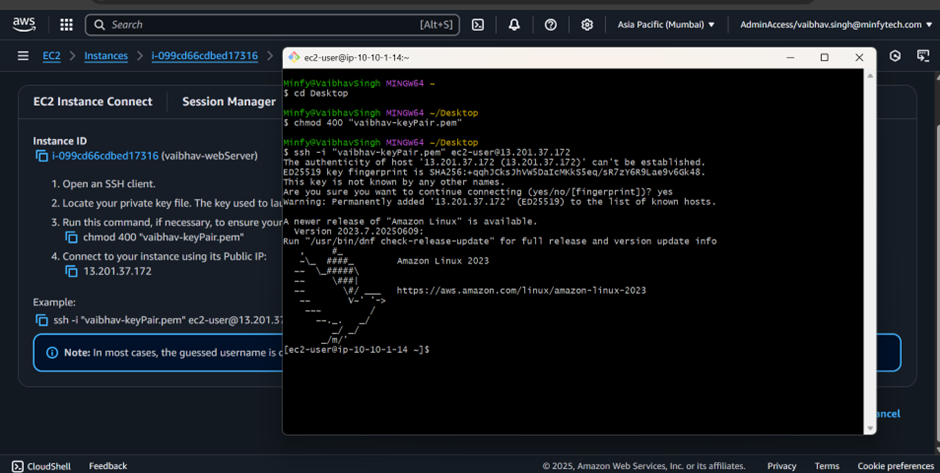 aws
Search [Alt+S]
Asia Pacific (Mumbai) ▼
AdminAccess/vaibhav.singh@minfytech.com ▼
EC2 > Instances > i-099cd66cdbed17316 >
EC2 Instance Connect
Session Manager
Instance ID
i-099cd66cdbed17316 (vaibhav-webServer)
1. Open an SSH client.
2. Locate your private key file. The key used to
3. Run this command, if necessary, to ensure your
chmod 400 "vaibhav-keyPair.pem"
4. Connect to your instance using its Public IP:
13.201.37.172
Example:
ssh -i "vaibhav-keyPair.pem" ec2-user@13.201.37
Note: In most cases, the guessed username is
ec2-user@ip-10-10-1-14:~
Minfy@VaibhavSingh MINGW64 ~
$ cd Desktop
Minfy@VaibhavSingh MINGW64 ~/Desktop
$ chmod 400 "vaibhav-keyPair.pem"
Minfy@VaibhavSingh MINGW64 ~/Desktop
$ ssh -i "vaibhav-keyPair.pem" ec2-user@13.201.37.172
The authenticity of host '13.201.37.172 (13.201.37.172)' can't be established.
ED25519 key fingerprint is SHA256:+qqhJCksJhVW5DaIcMKkS5eq/sR7zY6R9Lae9v6Gk48.
This key is not known by any other names.
Are you sure you want to continue connecting (yes/no/[fingerprint])? yes
Warning: Permanently added '13.201.37.172' (ED25519) to the list of known hosts.
A newer release of "Amazon Linux" is available.
Version 2023.7.20250609:
Run "/usr/bin/dnf check-release-update" for full release and version update info
Amazon Linux 2023
https://aws.amazon.com/linux/amazon-linux-2023
[ec2-user@ip-10-10-1-14 ~]$
CloudShell
Feedback
© 2025, Amazon Web Services, Inc. or its affiliates.
Privacy
Terms
Cookie preferences